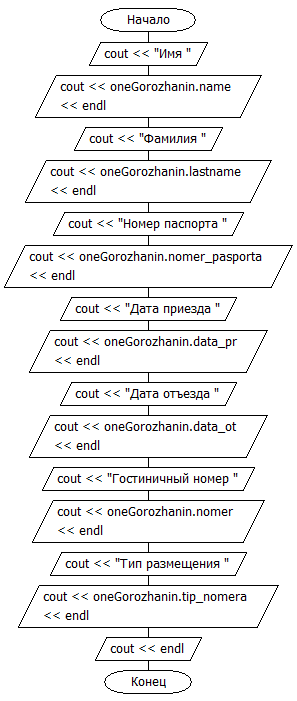 Начало
cout << "Имя "
cout << oneGorozhanin.name
<< endl
cout << "Фамилия "
cout << oneGorozhanin.lastname
<< endl
cout << "Номер паспорта "
cout << oneGorozhanin.nomer_pasporta
<< endl
cout << "Дата приезда "
cout << oneGorozhanin.data_pr
<< endl
cout << "Дата отъезда "
cout << oneGorozhanin.data_ot
<< endl
cout << "Гостиничный номер "
cout << oneGorozhanin.nomer
<< endl
cout << "Тип размещения "
cout << oneGorozhanin.tip_nomera
<< endl
cout << endl
Конец